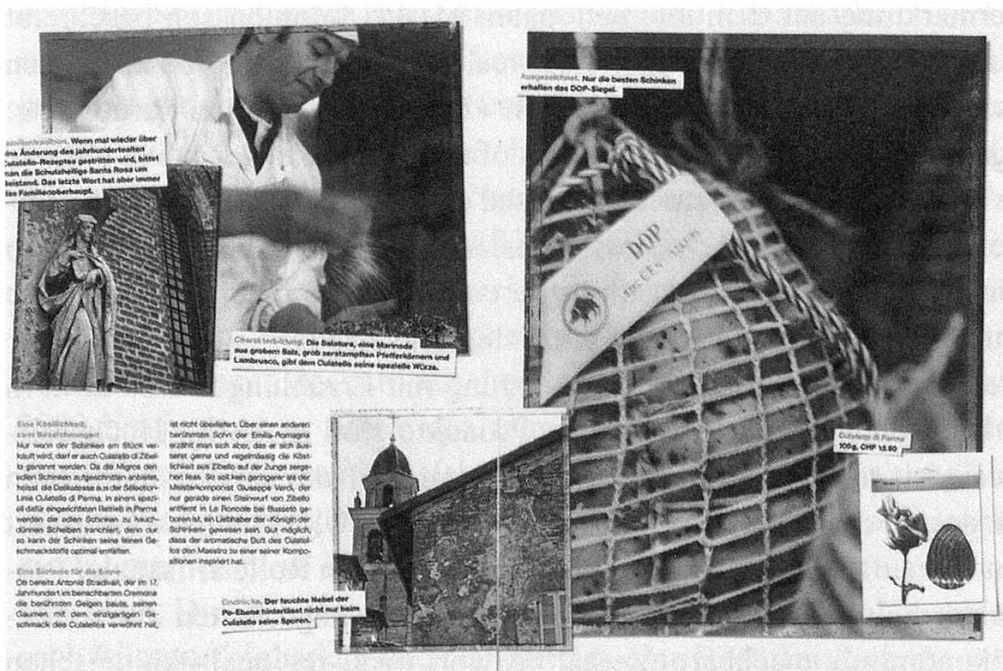 Familientradition. Wenn mal wieder über
eine Änderung des jahrhundertealten
Culatello-Rezeptes gestritten wird, bittet
man die Schutzheilige Santa Rosa um
Beistand. Das letzte Wort hat aber immer
das Familienoberhaupt.
Charakterbildung. Die Salatura, eine Marinade
aus grobem Salz, grob zerstampften Pfefferkörnern und
Lambrusco, gibt dem Culatello seine spezielle Würze.
Ausgezeichnet. Nur die besten Schinken
erhalten das DOP-Siegel.
DOP
Eine Köstlichkeit,
zwei Bezeichnungen
Nur wenn der Schinken am Stück ver-
kauft wird, darf er auch Culatello di Zibel-
lo genannt werden. Da die Migros den
edlen Schinken aufgeschnitten anbietet,
heisst die Delikatesse aus der Sélection-
Linie Culatello di Parma. In einem spezi-
ell dafür eingerichteten Betrieb in Parma
werden die edlen Schinken zu hauch-
dünnen Scheiben tranchiert, denn nur
so kann der Schinken seine feinen Ge-
schmackstoffe optimal entfalten.
Eine Sinfonie für die Sinne
Ob bereits Antonio Stradivari, der im 17.
Jahrhundert im benachbarten Cremona
die berühmten Geigen baute, seinen
Gaumen mit dem einzigartigen Ge-
schmack des Culatellos verwöhnt hat,
ist nicht überliefert. Über einen anderen
berühmten Sohn der Emilia-Romagna
erzählt man sich aber, das er sich äus-
serst gerne und regelmässig die Köst-
lichkeit aus Zibello auf der Zunge zerge-
hen liess. So soll kein geringerer als der
Meisterkomponist Giuseppe Verdi, der
nur gerade einen Steinwurf von Zibello
entfernt in Le Roncole bei Busseto ge-
boren ist, ein Liebhaber der «Königin der
Schinken» gewesen sein. Gut möglich,
dass der aromatische Duft des Culatel-
los den Maestro zu einer seiner Kompo-
sitionen inspiriert hat.
Eindrücke. Der feuchte Nebel der
Po-Ebene hinterlässt nicht nur beim
Culatello seine Spuren.
Culatello di Parma
100g, CHF